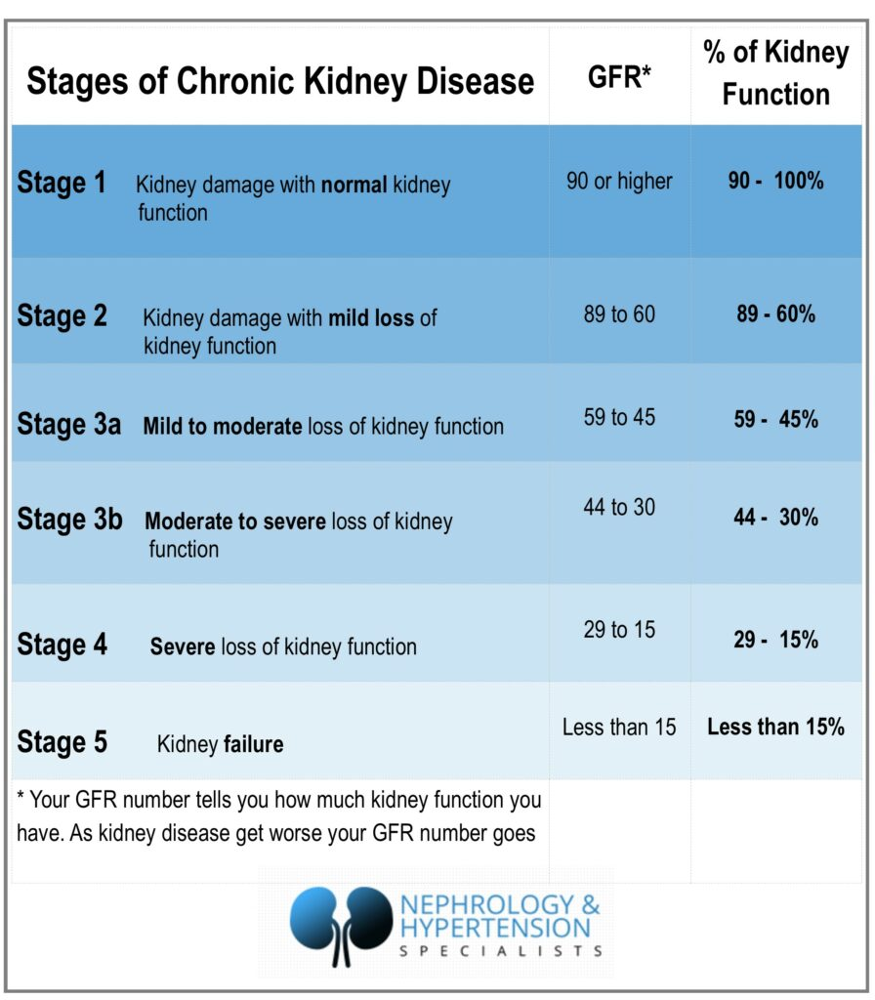 Stages of Chronic Kidney Disease GFR* % of Kidney
Function
Stage 1 Kidney damage with normal kidney 90 or higher 90 - 100%
function
Stage 2 Kidney damage with mild loss of 89 to 60 89 - 60%
kidney function
Stage 3a Mild to moderate loss of kidney function 59 to 45 59 - 45%
Stage 3b Moderate to severe loss of kidney 44 to 30 44 - 30%
function
Stage 4 Severe loss of kidney function 29 to 15 29 - 15%
Stage 5 Kidney failure Less than 15 Less than 15%
* Your GFR number tells you how much kidney function you
have. As kidney disease get worse your GFR number goes
NEPHROLOGY &
HYPERTENSION
SPECIALISTS